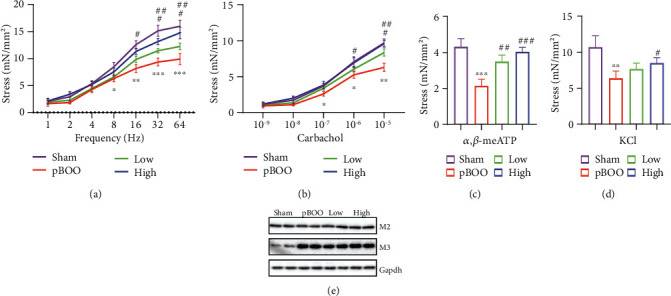 Stress (mN/mm²)
20
15
10
5
0
1 2 4 8 16 32 64
Frequency (Hz)
# ## # ## #
* ** *** ***
Sham Low
pBOO High
(a)
Stress (mN/mm²)
15
10
5
0
10⁻⁹ 10⁻⁸ 10⁻⁷ 10⁻⁶ 10⁻⁵
Carbachol
# ## #
* * **
Sham Low
pBOO High
(b)
Stress (mN/mm²)
6
4
2
0
*** ## ###
α,β-meATP
Sham Low
pBOO High
(c)
Stress (mN/mm²)
15
10
5
0
** #
KCl
Sham Low
pBOO High
(d)
Sham pBOO Low High
M2
M3
Gapdh
(e)